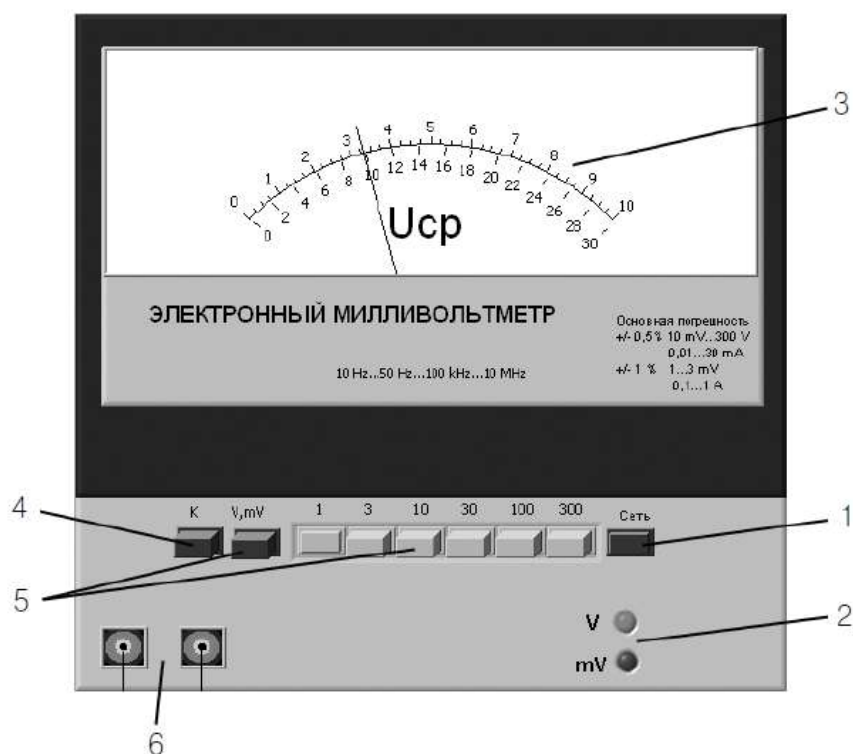 3
0 1 2 3 4 5 6 7 8 9 10
0 2 4 6 8 10 12 14 16 18 20 22 24 26 28 30
Uср
ЭЛЕКТРОННЫЙ МИЛЛИВОЛЬТМЕТР
10 Hz...50 Hz...100 kHz...10 MHz
Основная погрешность
+/- 0,5 % 10 mV...300 V
0,01...30 mA
+/- 1 % 1...3 mV
0,1...1 A
4
K V,mV 1 3 10 30 100 300 Сеть
1
5
V
2
mV
6